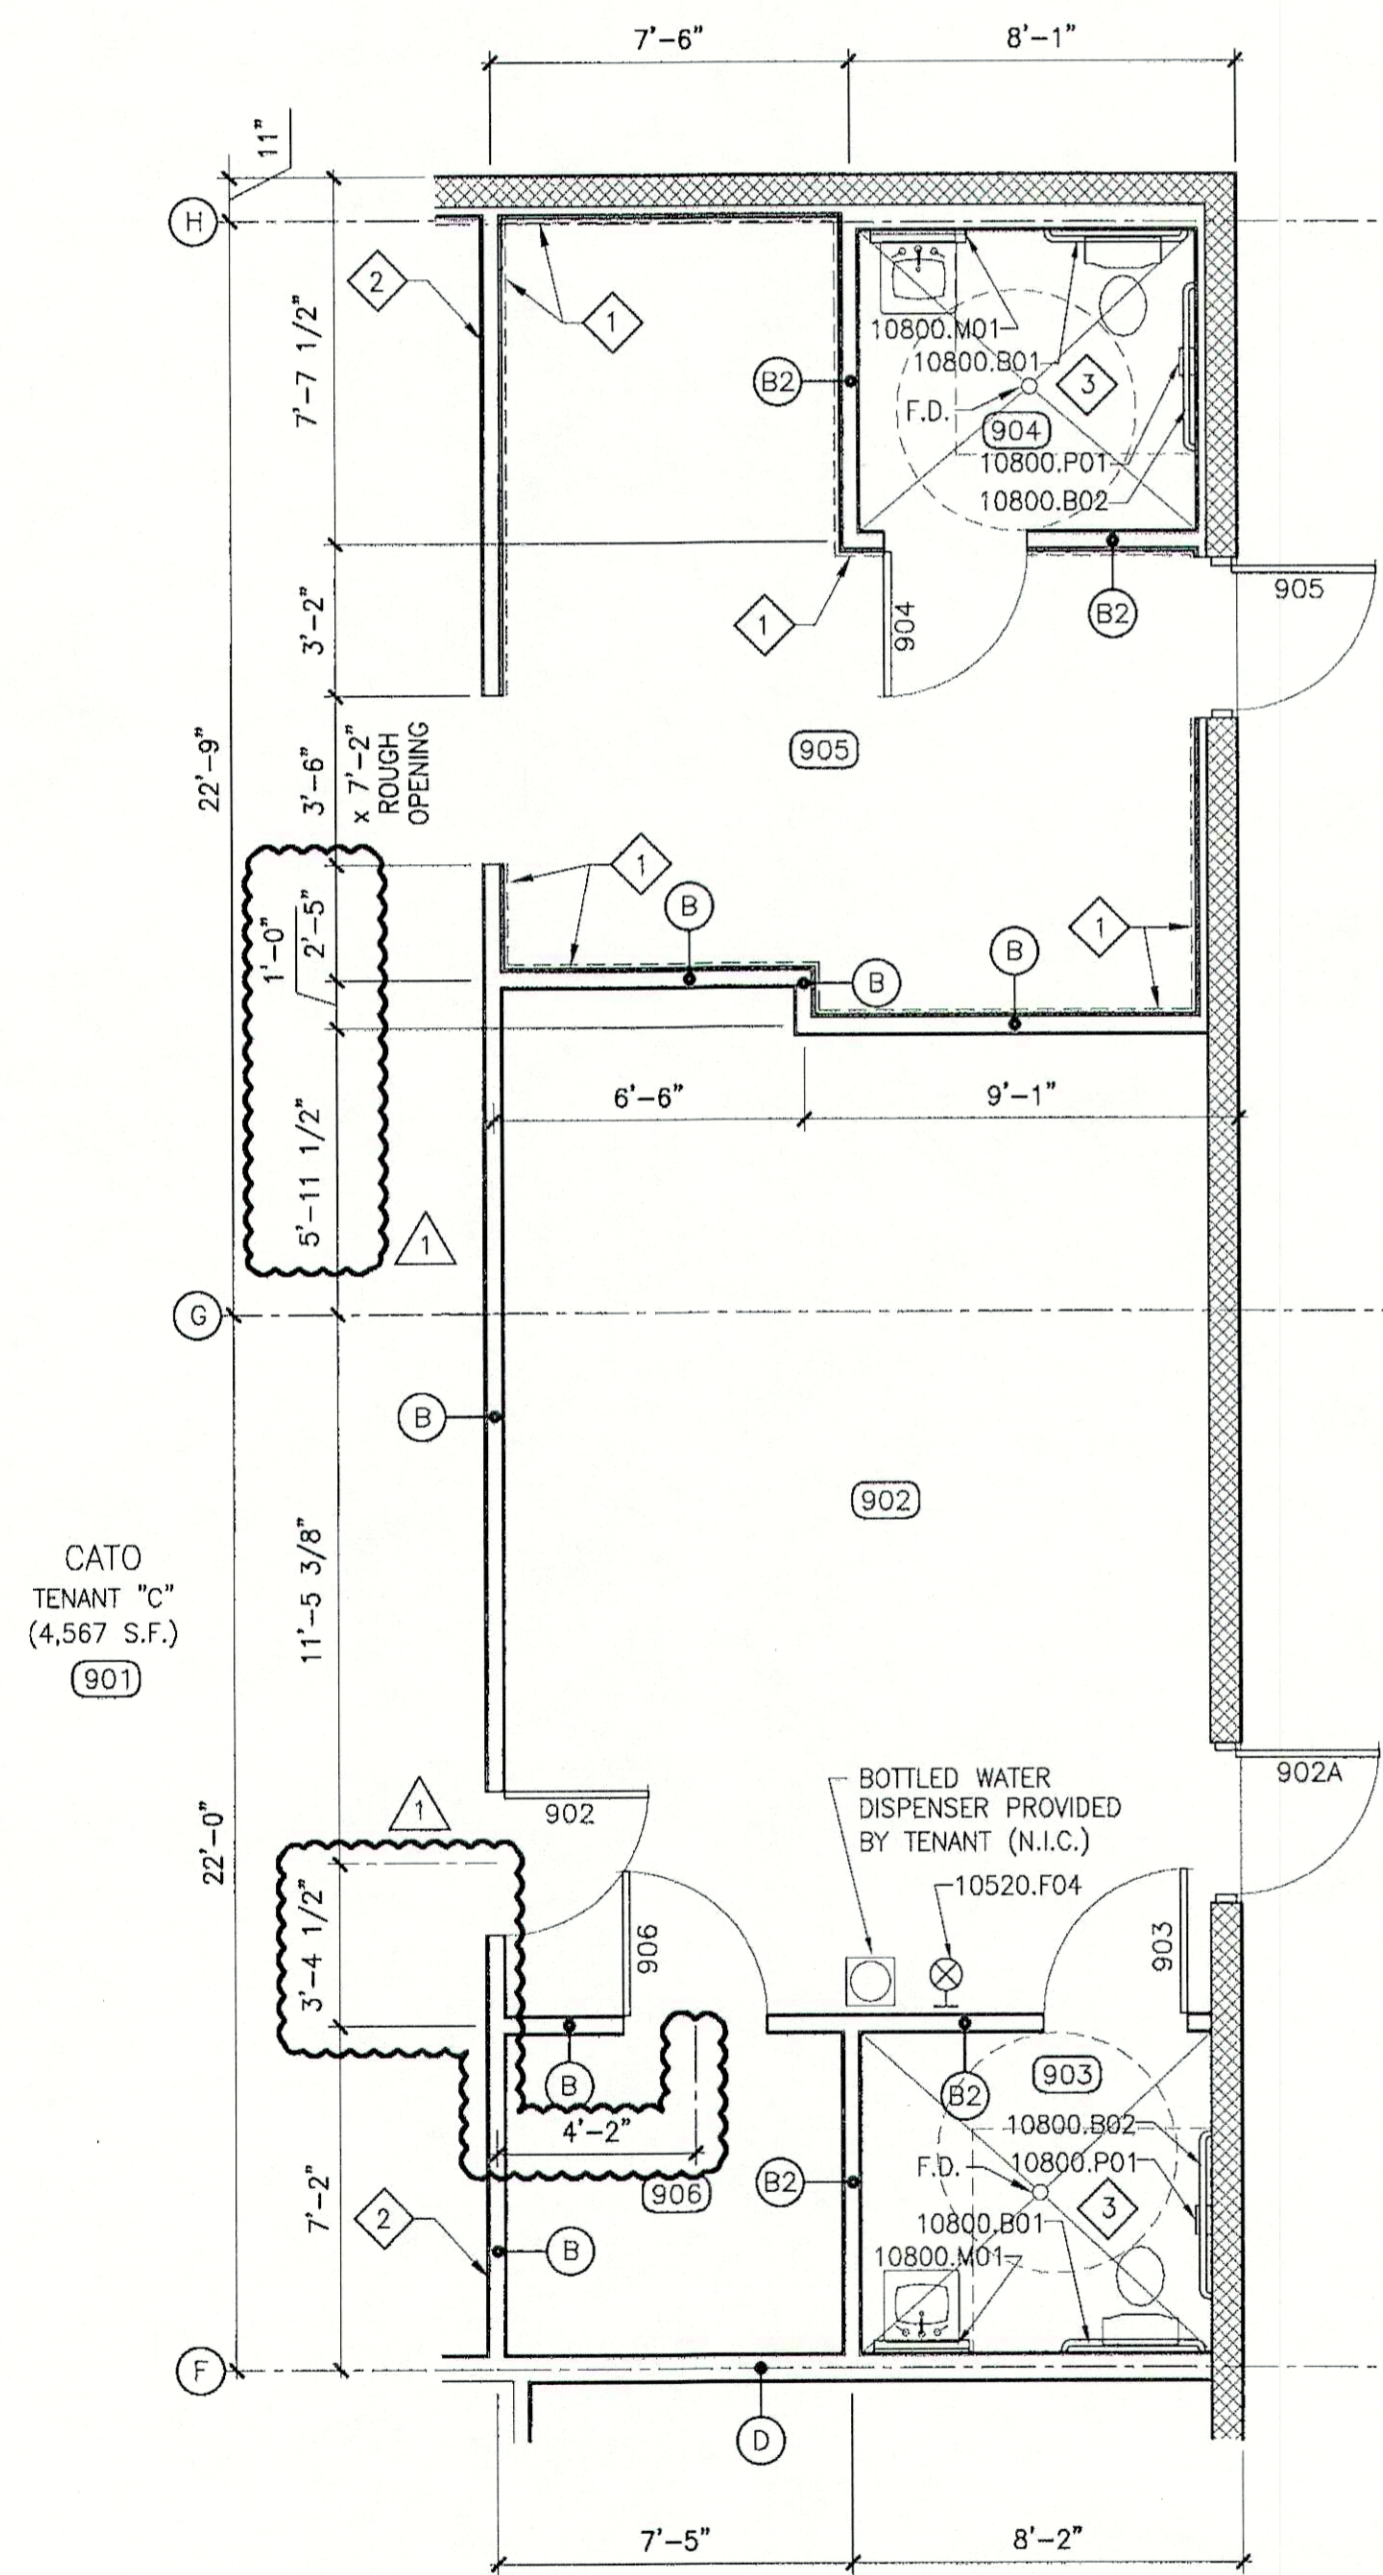 7'-6"
8'-1"
11"
H
2
1
7'-7 1/2"
10800.M01
10800.B01
3
B2
F.D.
904
10800.P01
10800.B02
905
3'-2"
1
904
B2
22'-9"
3'-6"
x 7'-2"
ROUGH
OPENING
905
1
B
1'-0"
2'-5"
B
B
1
6'-6"
9'-1"
5'-11 1/2"
1
G
B
902
CATO
TENANT "C"
(4,567 S.F.)
901
11'-5 3/8"
902A
BOTTLED WATER
DISPENSER PROVIDED
BY TENANT (N.I.C.)
1
902
22'-0"
10520.F04
3'-4 1/2"
906
903
B
B2
903
4'-2"
10800.B02
F.D.
10800.P01
B2
906
7'-2"
2
3
10800.B01
B
10800.M01
F
D
7'-5"
8'-2"